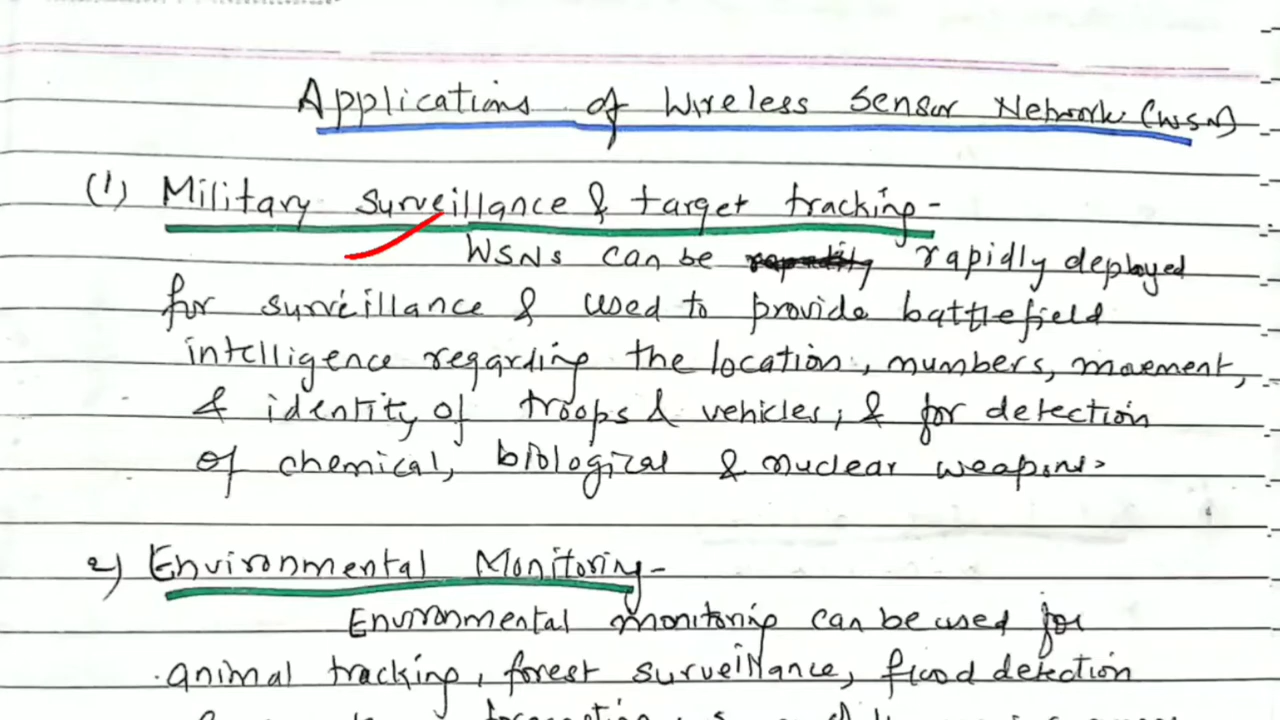 Applications of Wireless Sensor Network (WSN)
(1) Military Surveillance & target tracking-
WSNs can be rapidly deployed
for surveillance & used to provide battlefield
intelligence regarding the location, numbers, movement,
& identity of troops & vehicles, & for detection
of chemical, biological & nuclear weapons.
2) Environmental Monitoring-
Environmental monitoring can be used for
animal tracking, forest surveillance, flood detection
forecasting